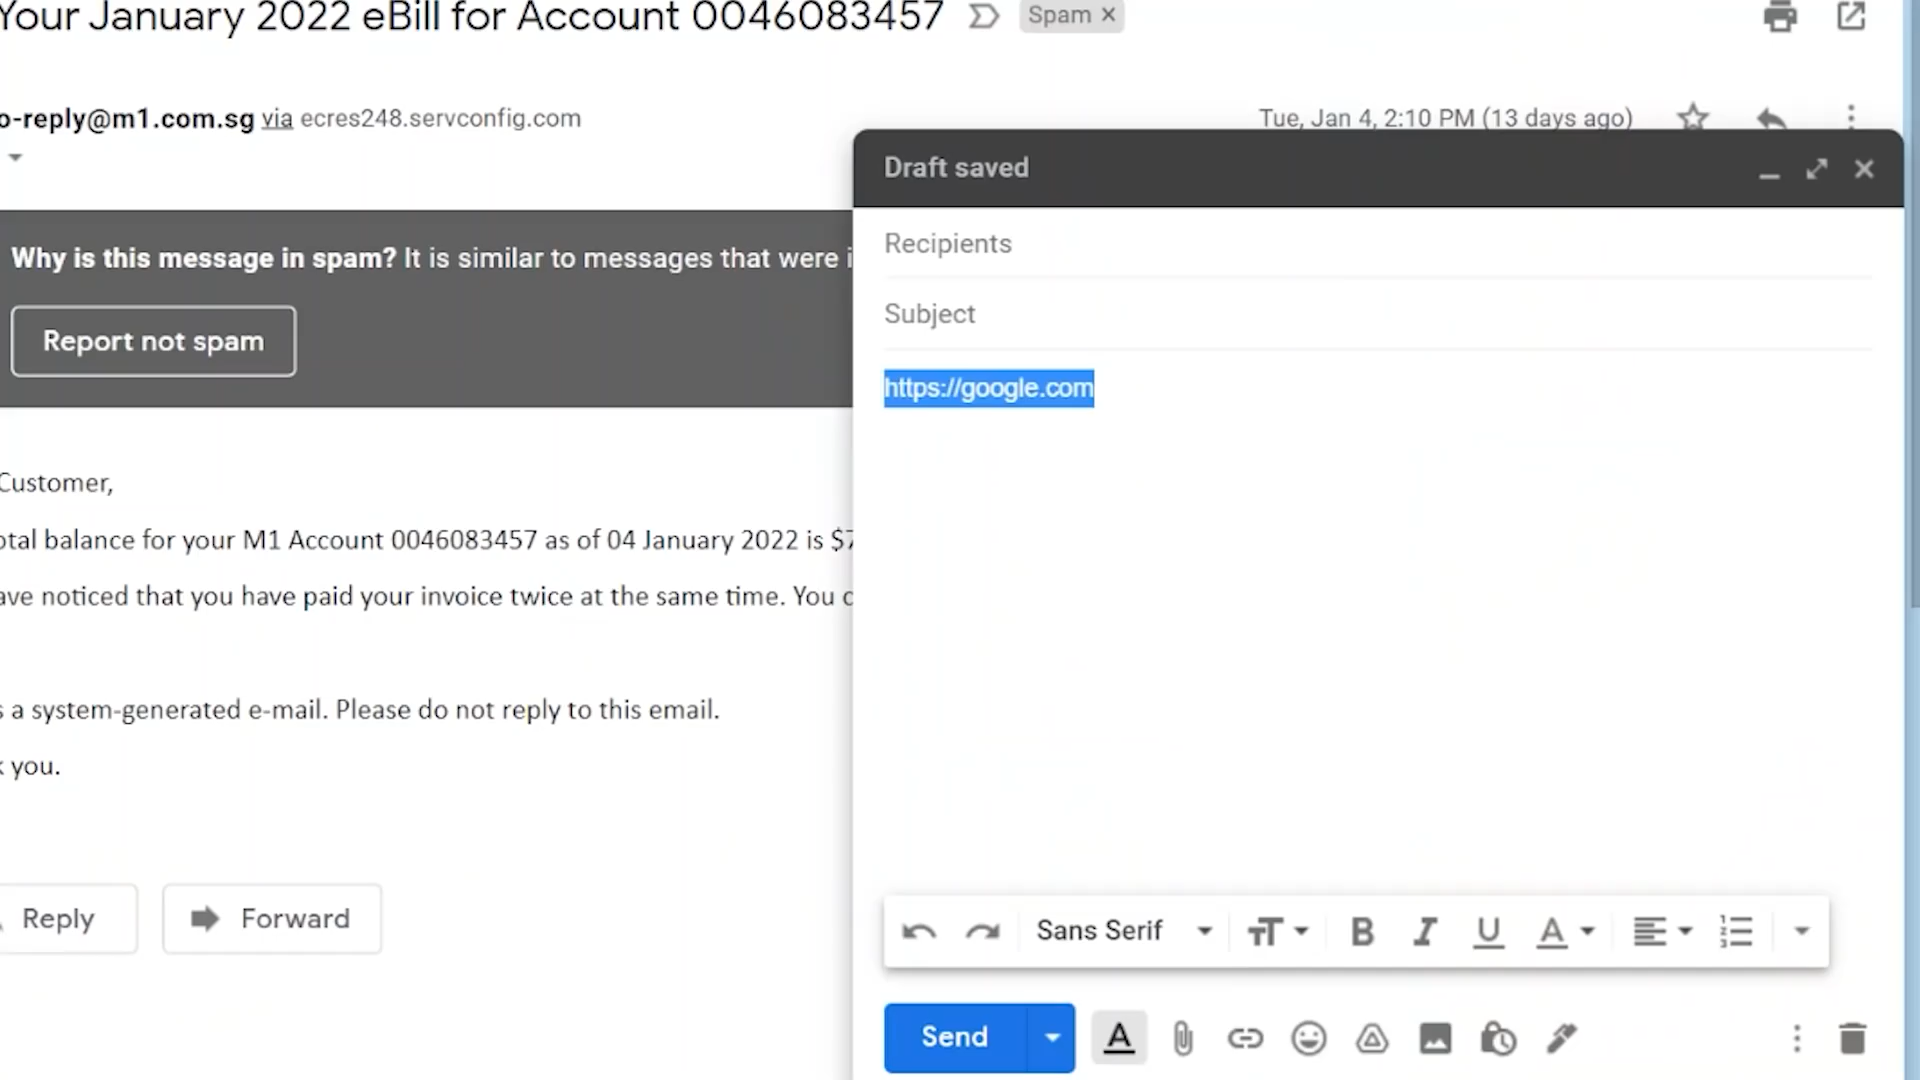 Your January 2022 eBill for Account 0046083457 Spam ×
o-reply@m1.com.sg via ecres248.servconfig.com
Tue, Jan 4, 2:10 PM (13 days ago)
Why is this message in spam? It is similar to messages that were i
Report not spam
Customer,
otal balance for your M1 Account 0046083457 as of 04 January 2022 is $7
ave noticed that you have paid your invoice twice at the same time. You c
s a system-generated e-mail. Please do not reply to this email.
k you.
Reply
Forward
Draft saved
Recipients
Subject
https://google.com
Sans Serif
Send